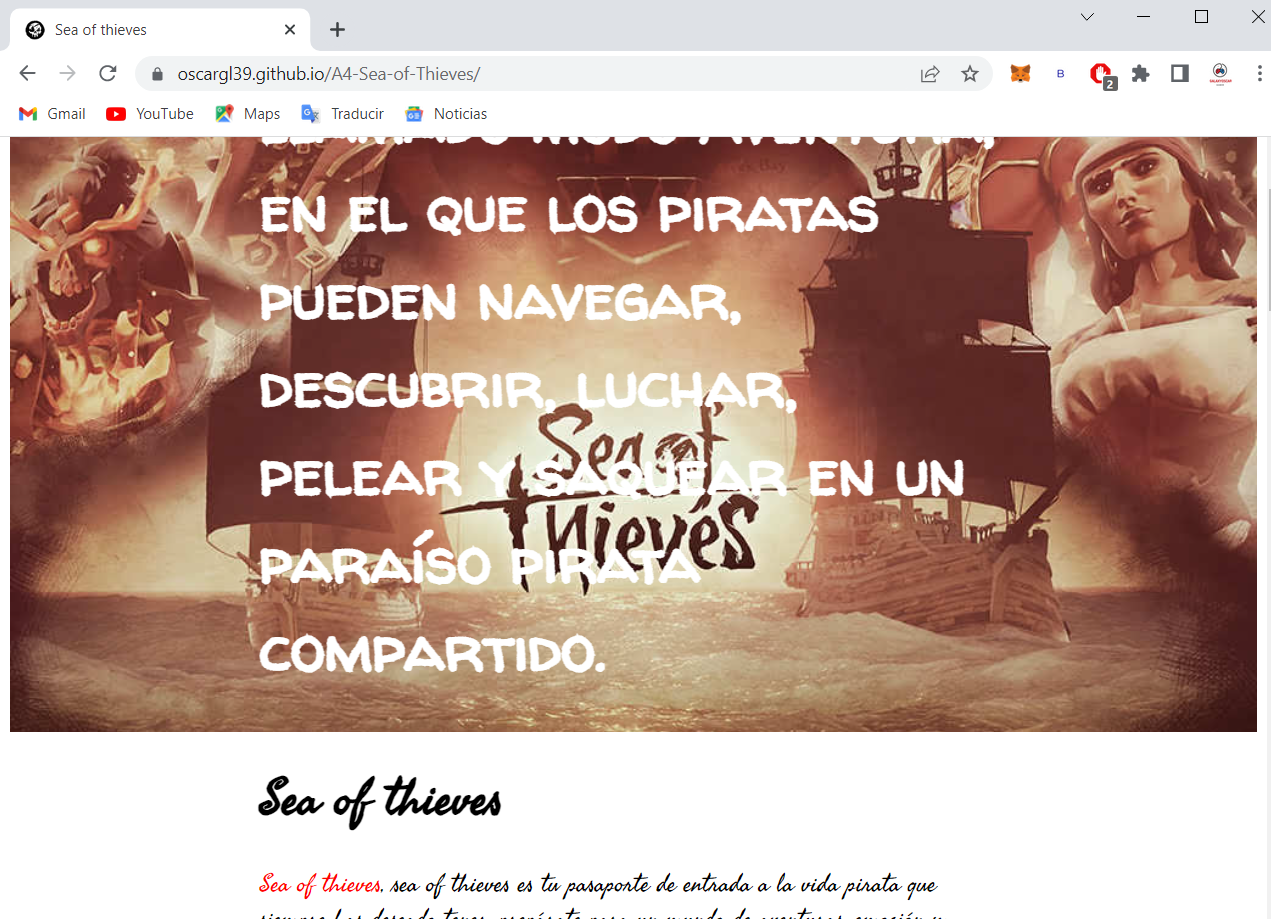 Sea of thieves
oscargl39.github.io/A4-Sea-of-Thieves/
B
2
Gmail YouTube Maps Traducir Noticias
EN EL QUE LOS PIRATAS
PUEDEN NAVEGAR,
DESCUBRIR, LUCHAR,
PELEAR Y SAQUEAR EN UN
PARAÍSO PIRATA
COMPARTIDO.
Sea of
Thieves
Sea of thieves
Sea of thieves, sea of thieves es tu pasaporte de entrada a la vida pirata que